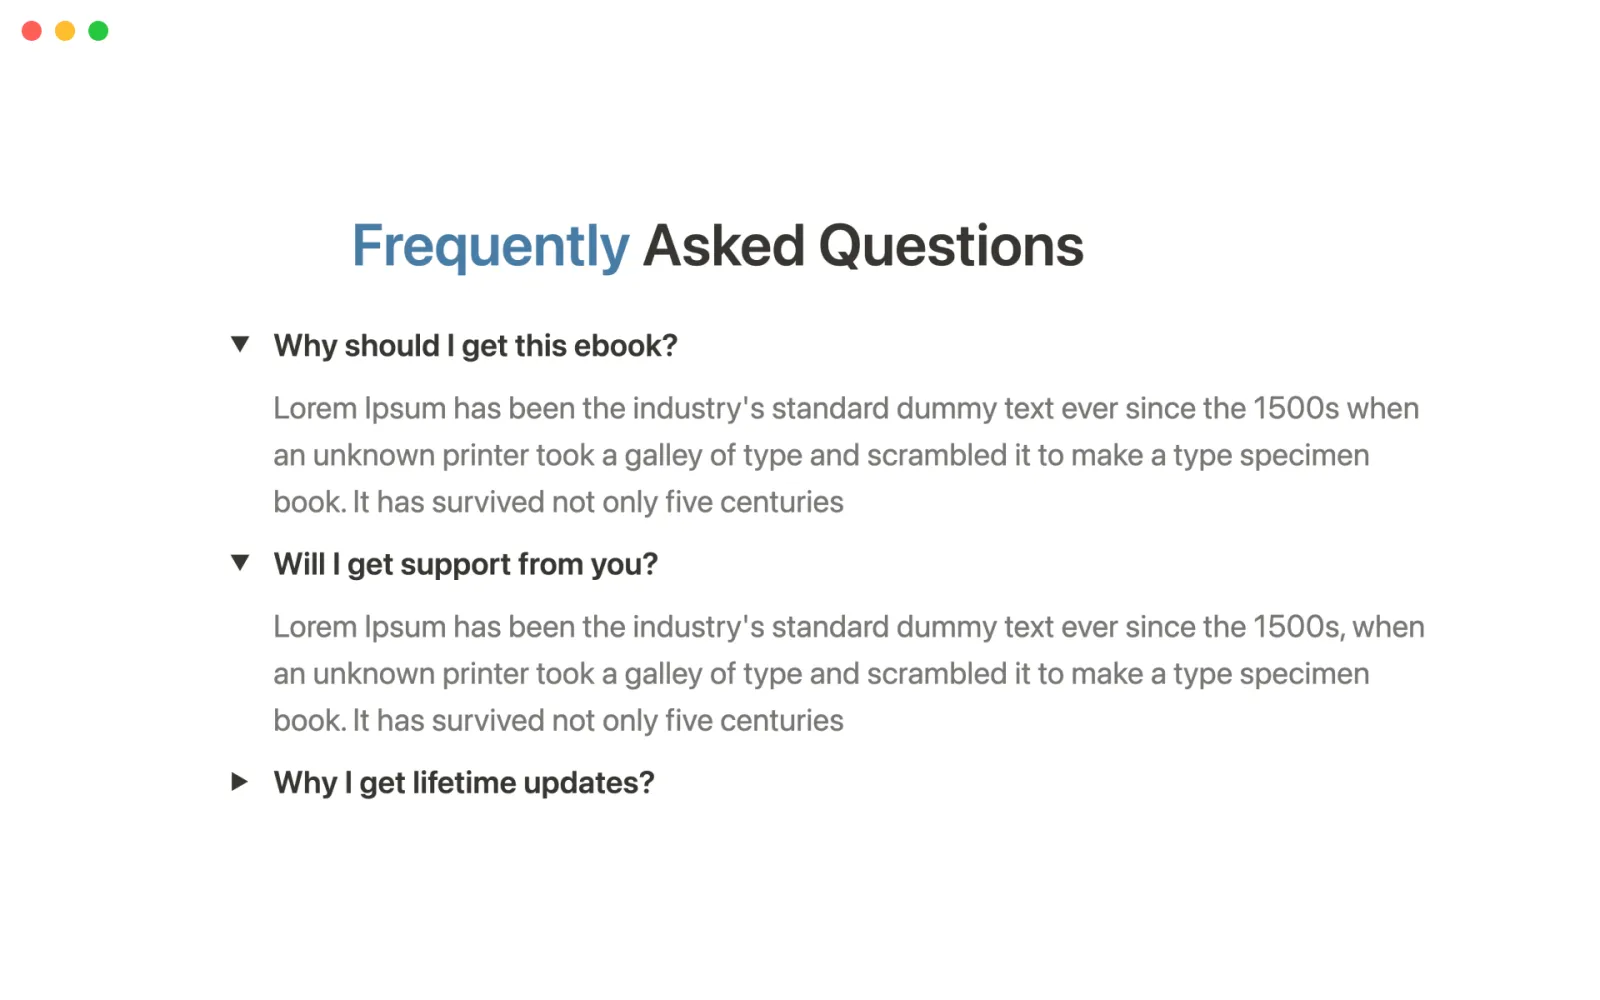 Frequently Asked Questions
Why should I get this ebook?
Lorem Ipsum has been the industry's standard dummy text ever since the 1500s when
an unknown printer took a galley of type and scrambled it to make a type specimen
book. It has survived not only five centuries
Will I get support from you?
Lorem Ipsum has been the industry's standard dummy text ever since the 1500s, when
an unknown printer took a galley of type and scrambled it to make a type specimen
book. It has survived not only five centuries
Why I get lifetime updates?